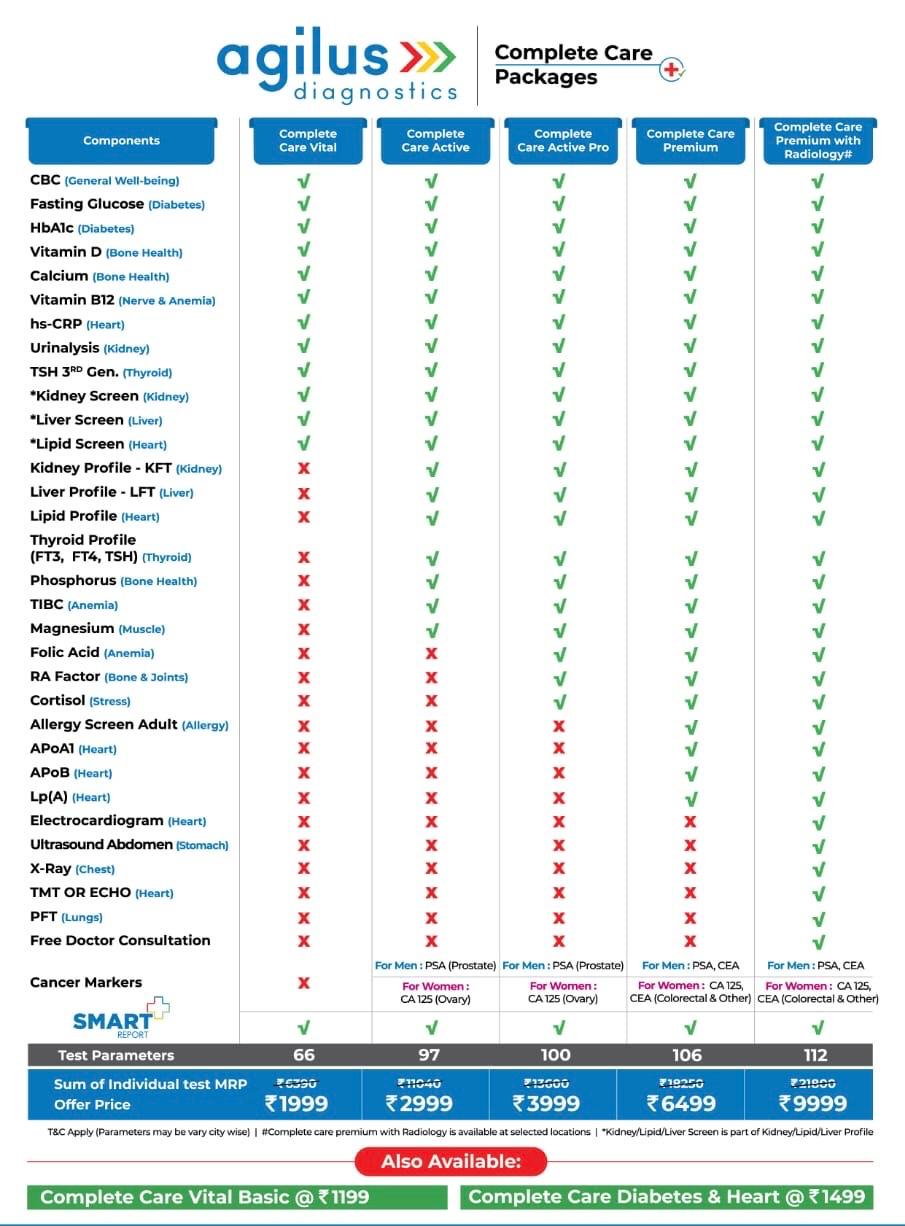 agilus
diagnostics
Complete Care
Packages
Components
Complete Care Vital
Complete Care Active
Complete Care Active Pro
Complete Care Premium
Complete Care Premium with Radiology#
CBC (General Well-being) √ √ √ √ √
Fasting Glucose (Diabetes) √ √ √ √ √
HbA1c (Diabetes) √ √ √ √ √
Vitamin D (Bone Health) √ √ √ √ √
Calcium (Bone Health) √ √ √ √ √
Vitamin B12 (Nerve & Anemia) √ √ √ √ √
hs-CRP (Heart) √ √ √ √ √
Urinalysis (Kidney) √ √ √ √ √
TSH 3RD Gen. (Thyroid) √ √ √ √ √
*Kidney Screen (Kidney) √ √ √ √ √
*Liver Screen (Liver) √ √ √ √ √
*Lipid Screen (Heart) √ √ √ √ √
Kidney Profile - KFT (Kidney) X √ √ √ √
Liver Profile - LFT (Liver) X √ √ √ √
Lipid Profile (Heart) X √ √ √ √
Thyroid Profile
(FT3, FT4, TSH) (Thyroid) X √ √ √ √
Phosphorus (Bone Health) X √ √ √ √
TIBC (Anemia) X √ √ √ √
Magnesium (Muscle) X √ √ √ √
Folic Acid (Anemia) X X √ √ √
RA Factor (Bone & Joints) X X √ √ √
Cortisol (Stress) X X √ √ √
Allergy Screen Adult (Allergy) X X X √ √
APoA1 (Heart) X X X √ √
APoB (Heart) X X X √ √
Lp(A) (Heart) X X X √ √
Electrocardiogram (Heart) X X X X √
Ultrasound Abdomen (Stomach) X X X X √
X-Ray (Chest) X X X X √
TMT OR ECHO (Heart) X X X X √
PFT (Lungs) X X X X √
Free Doctor Consultation X X X X √
For Men : PSA (Prostate) For Men : PSA (Prostate) For Men : PSA, CEA For Men : PSA, CEA
Cancer Markers X
For Women : For Women : For Women : CA 125, For Women : CA 125,
CA 125 (Ovary) CA 125 (Ovary) CEA (Colorectal & Other) CEA (Colorectal & Other)
SMART √ √ √ √ √
REPORT
Test Parameters 66 97 100 106 112
Sum of Individual test MRP ₹6390 ₹11040 ₹13600 ₹18250 ₹21800
Offer Price ₹1999 ₹2999 ₹3999 ₹6499 ₹9999
T&C Apply (Parameters may be vary city wise) | #Complete care premium with Radiology is available at selected locations | *Kidney/Lipid/Liver Screen is part of Kidney/Lipid/Liver Profile
Also Available:
Complete Care Vital Basic @ ₹1199
Complete Care Diabetes & Heart @ ₹1499